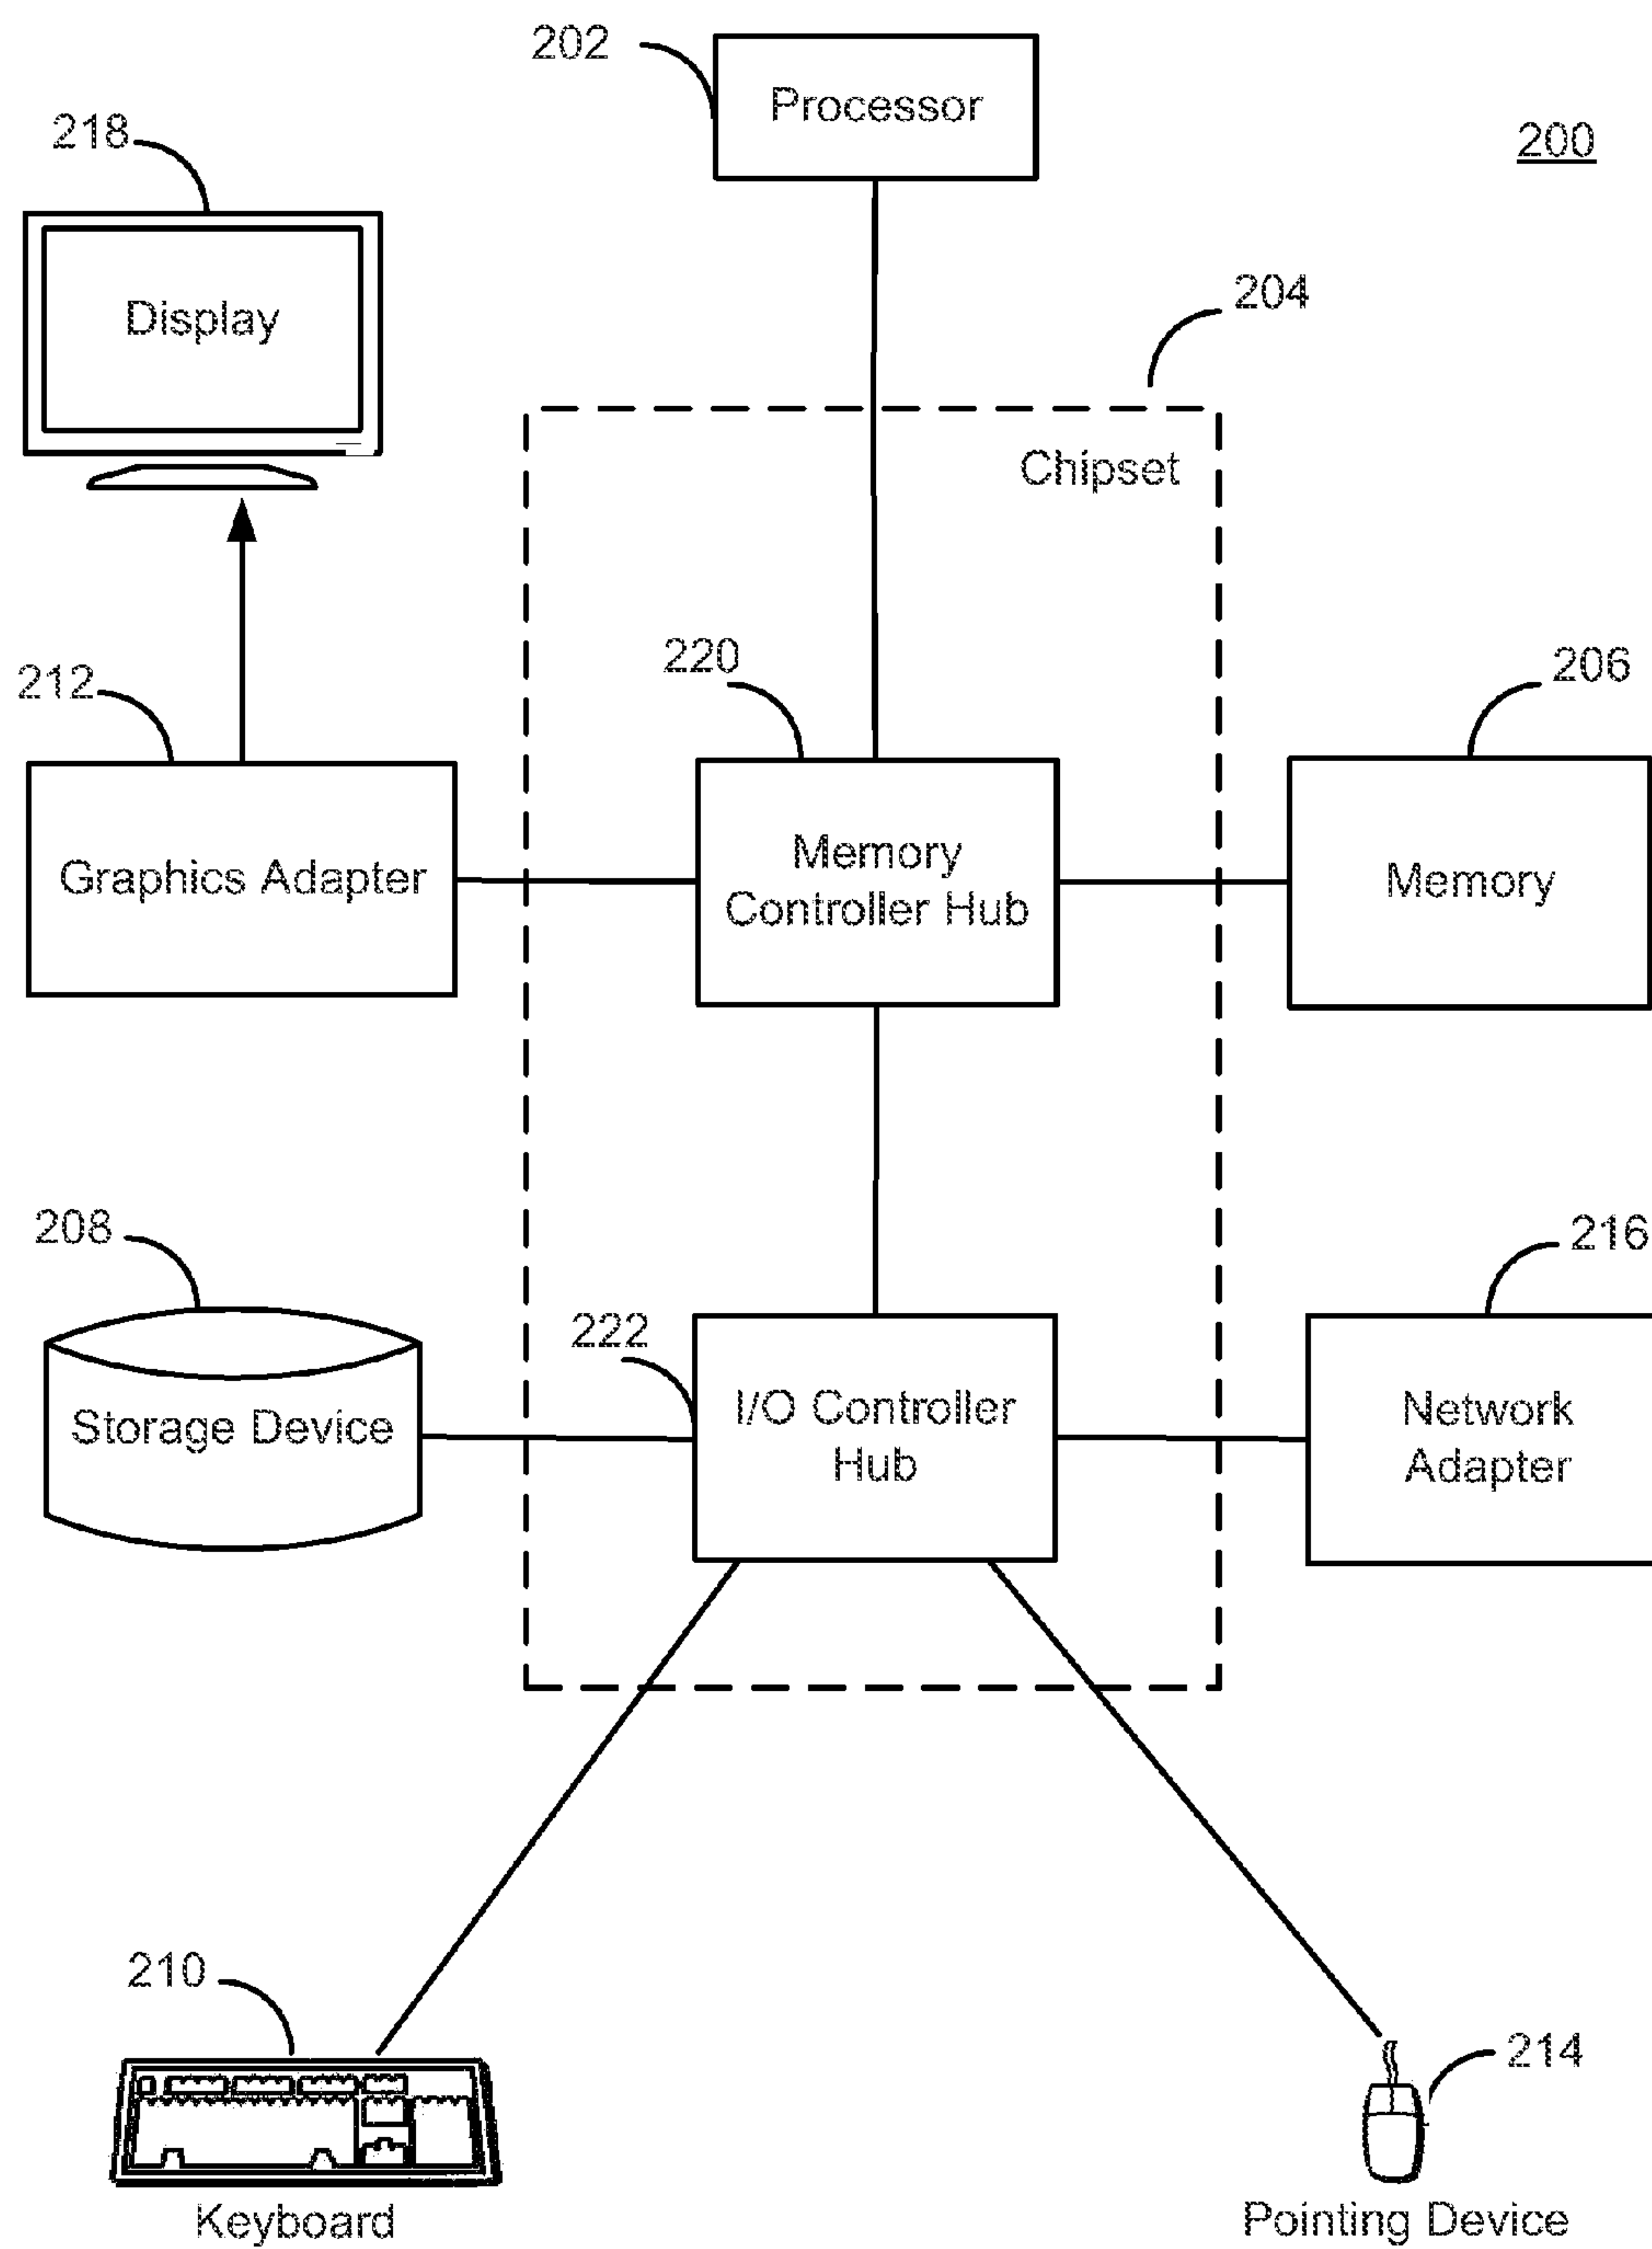 202
Processor
200
218
Display
204
Chipset
212
220
206
Graphics Adapter
Memory
Controller Hub
Memory
208
222
216
Storage Device
I/O Controller
Hub
Network
Adapter
210
214
Keyboard
Pointing Device